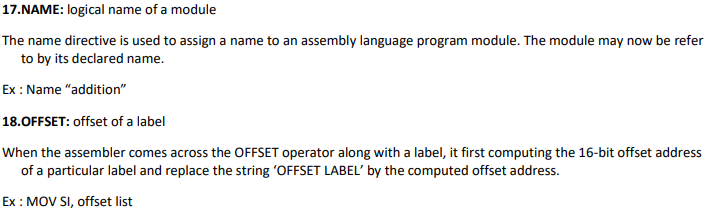 17.NAME: logical name of a module
The name directive is used to assign a name to an assembly language program module. The module may now be refer
to by its declared name.
Ex : Name “addition”
18.OFFSET: offset of a label
When the assembler comes across the OFFSET operator along with a label, it first computing the 16-bit offset address
of a particular label and replace the string ‘OFFSET LABEL’ by the computed offset address.
Ex : MOV SI, offset list